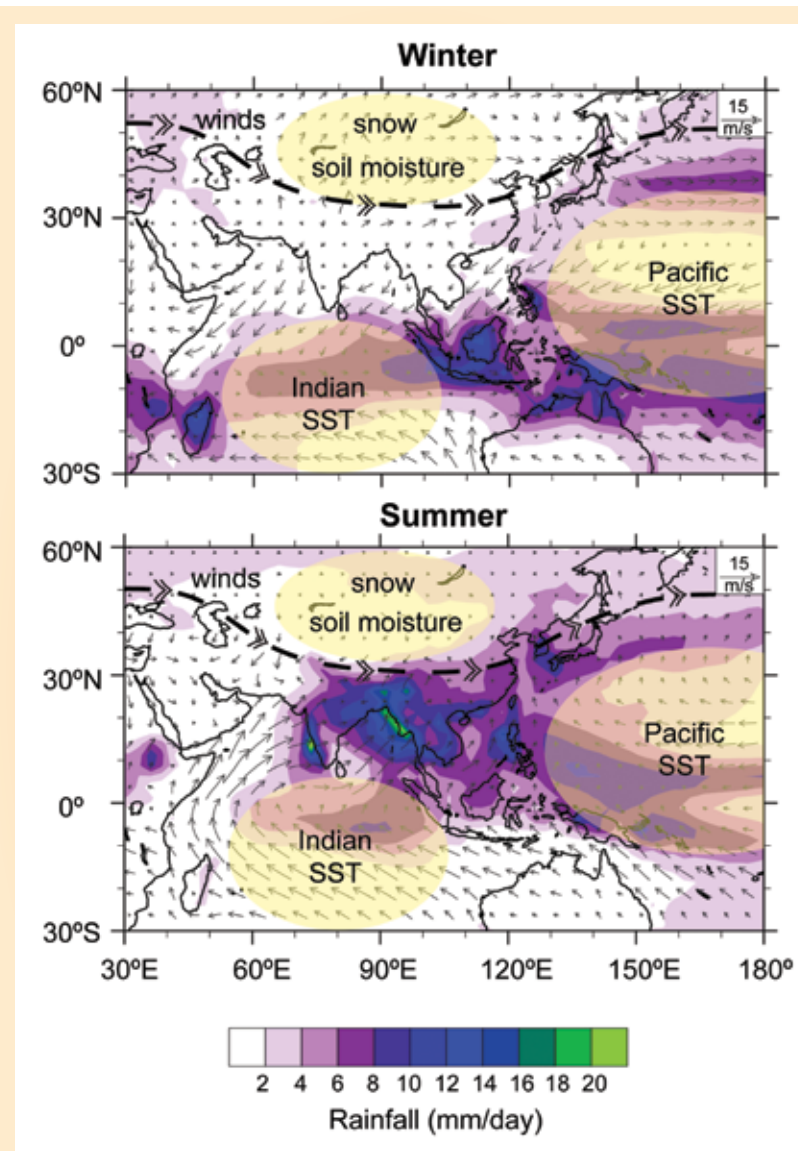 Winter
60ºN
15
m/s
winds
snow
soil moisture
30ºN
Pacific
SST
0º
Indian
SST
30ºS
Summer
60ºN
15
m/s
winds
snow
soil moisture
30ºN
Pacific
SST
0º
Indian
SST
30ºS
30ºE 60ºE 90ºE 120ºE 150ºE 180º
2 4 6 8 10 12 14 16 18 20
Rainfall (mm/day)